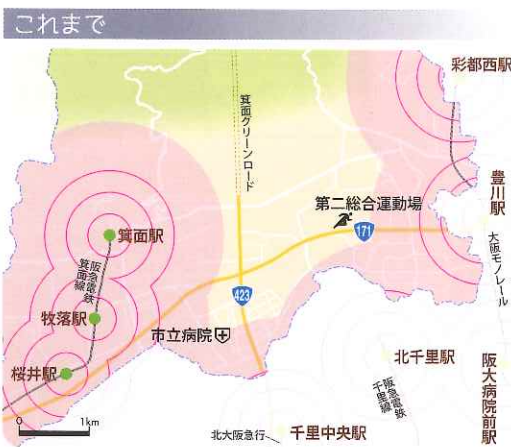 これまで
彩都西駅
箕面グリーンロード
豊川駅
第二総合運動場
171
大阪モノレール
箕面駅
阪急電鉄
箕面線
423
牧落駅
市立病院
北千里駅
阪大病院前駅
桜井駅
阪急電鉄
千里線
0 1km
北大阪急行
千里中央駅